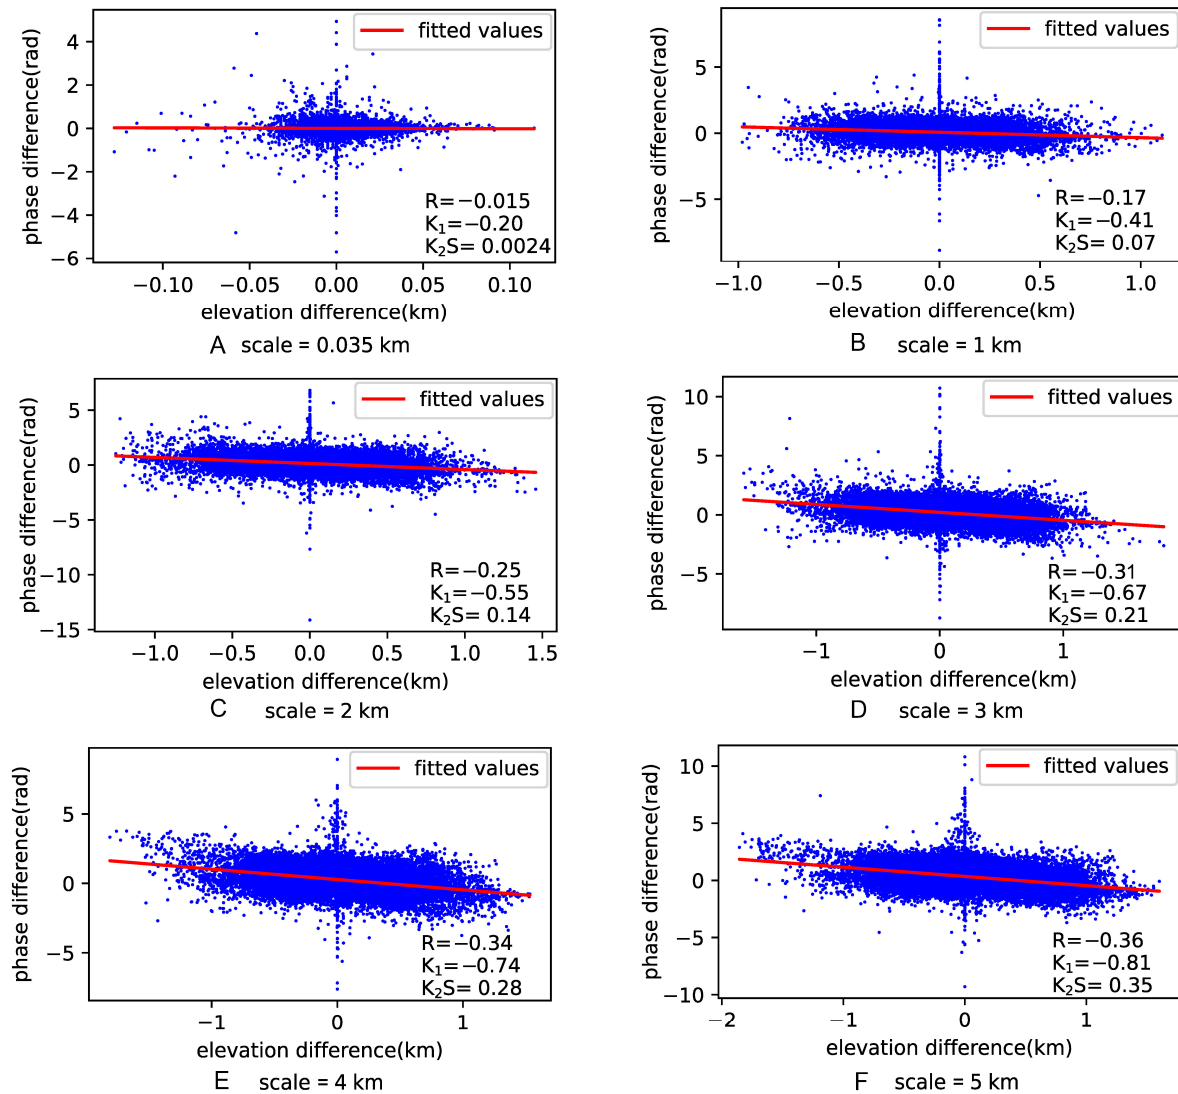 fitted values
4
2
0
−2
−4
−6
phase difference(rad)
R=−0.015
K₁=−0.20
K₂S= 0.0024
−0.10
−0.05
0.00
0.05
0.10
elevation difference(km)
A scale = 0.035 km
fitted values
5
0
−5
phase difference(rad)
R=−0.17
K₁=−0.41
K₂S= 0.07
−1.0
−0.5
0.0
0.5
1.0
elevation difference(km)
B scale = 1 km
fitted values
5
0
−5
−10
−15
phase difference(rad)
R=−0.25
K₁=−0.55
K₂S= 0.14
−1.0
−0.5
0.0
0.5
1.0
1.5
elevation difference(km)
C scale = 2 km
fitted values
10
5
0
−5
phase difference(rad)
R=−0.31
K₁=−0.67
K₂S= 0.21
−1
0
1
elevation difference(km)
D scale = 3 km
fitted values
5
0
−5
phase difference(rad)
R=−0.34
K₁=−0.74
K₂S= 0.28
−1
0
1
elevation difference(km)
E scale = 4 km
fitted values
10
5
0
−5
−10
phase difference(rad)
R=−0.36
K₁=−0.81
K₂S= 0.35
−2
−1
0
1
elevation difference(km)
F scale = 5 km